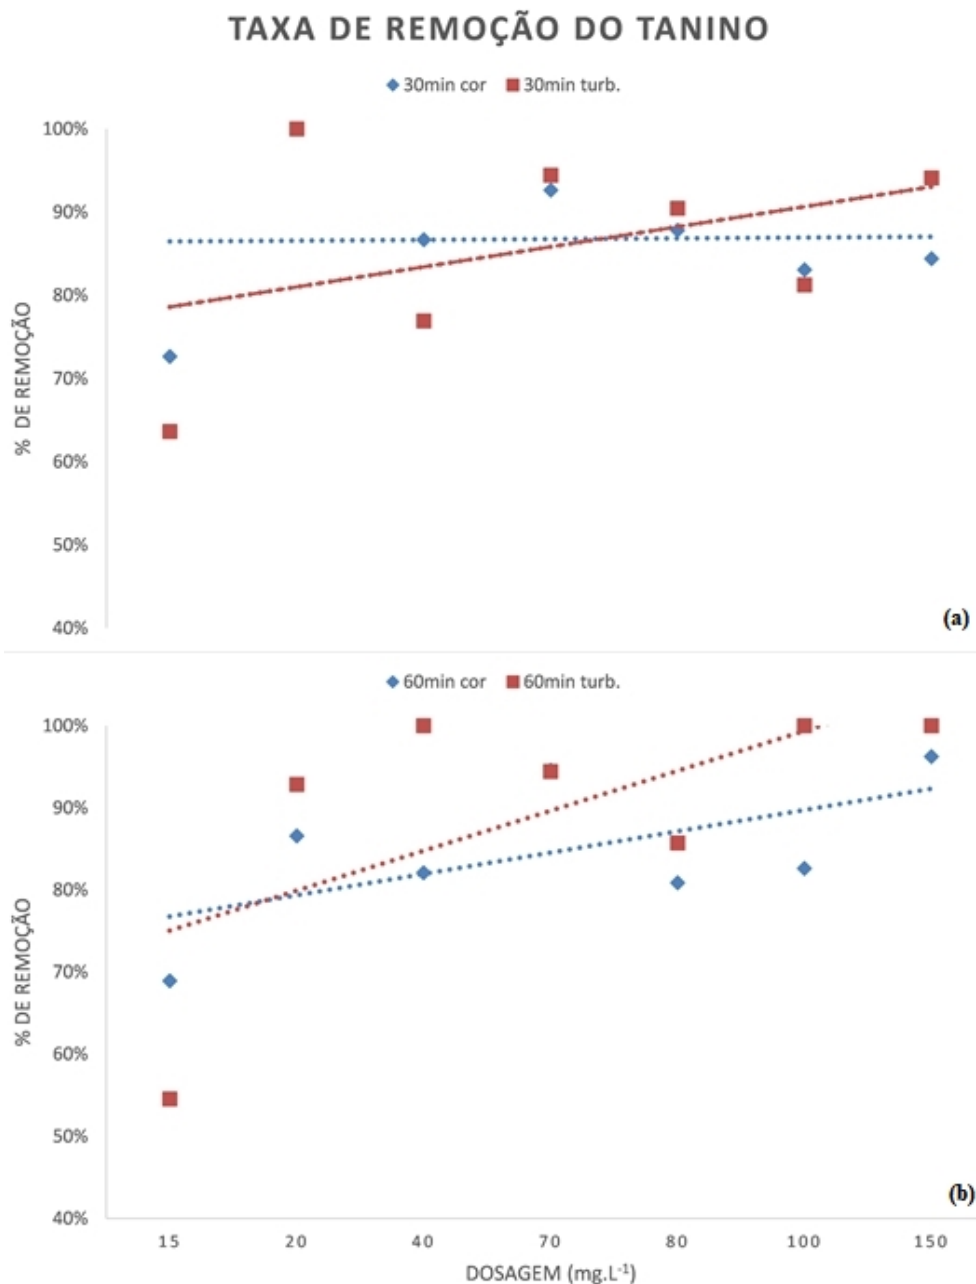 TAXA DE REMOÇÃO DO TANINO
30min cor 30min turb.
100%
90%
80%
70%
60%
50%
40%
% DE REMOÇÃO
(a)
60min cor 60min turb.
100%
90%
80%
70%
60%
50%
40%
% DE REMOÇÃO
(b)
15 20 40 70 80 100 150
DOSAGEM (mg.L⁻¹)